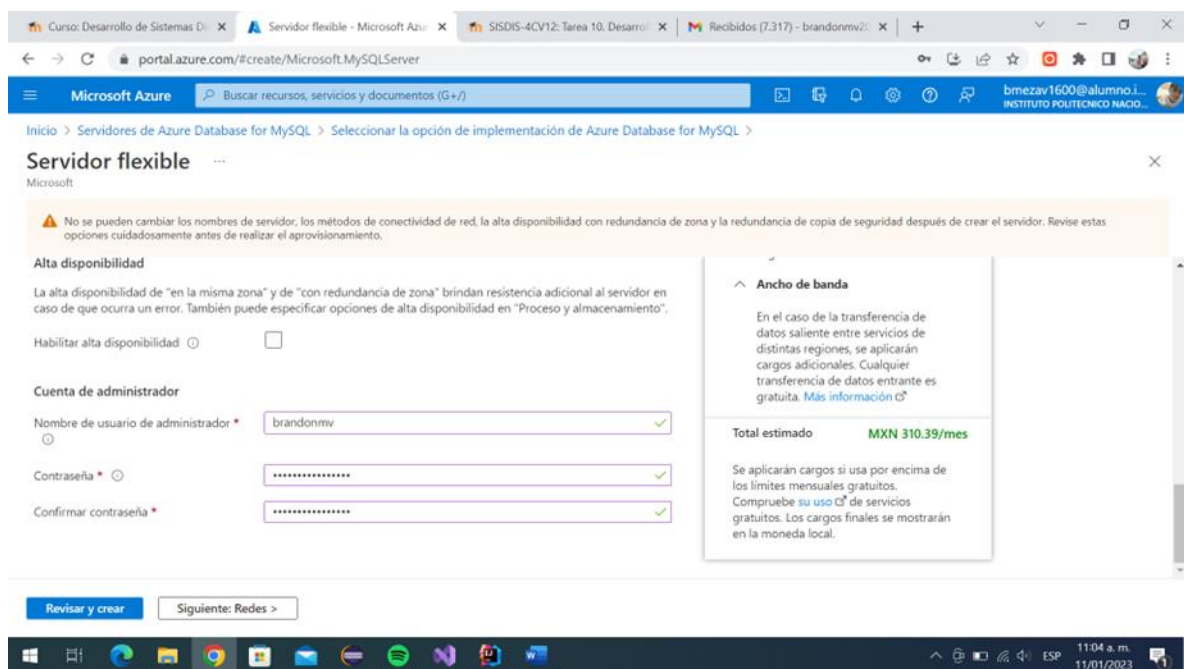 Curso: Desarrollo de Sistemas Di
Servidor flexible - Microsoft Azur
SISDIS-4CV12: Tarea 10. Desarrol
Recibidos (7.317) - brandonmv20
portal.azure.com/#create/Microsoft.MySQLServer
Microsoft Azure
Buscar recursos, servicios y documentos (G+/)
bmezav1600@alumno.i...
INSTITUTO POLITECNICO NACIO...
Inicio > Servidores de Azure Database for MySQL > Seleccionar la opción de implementación de Azure Database for MySQL >
Servidor flexible ...
Microsoft
No se pueden cambiar los nombres de servidor, los métodos de conectividad de red, la alta disponibilidad con redundancia de zona y la redundancia de copia de seguridad después de crear el servidor. Revise estas
opciones cuidadosamente antes de realizar el aprovisionamiento.
Alta disponibilidad
La alta disponibilidad de "en la misma zona" y de "con redundancia de zona" brindan resistencia adicional al servidor en
caso de que ocurra un error. También puede especificar opciones de alta disponibilidad en "Proceso y almacenamiento".
Habilitar alta disponibilidad
Cuenta de administrador
Nombre de usuario de administrador *
brandonmv
Contraseña *
••••••••••••••••
Confirmar contraseña *
••••••••••••••••
Ancho de banda
En el caso de la transferencia de
datos saliente entre servicios de
distintas regiones, se aplicarán
cargos adicionales. Cualquier
transferencia de datos entrante es
gratuita. Más información
Total estimado MXN 310.39/mes
Se aplicarán cargos si usa por encima de
los límites mensuales gratuitos.
Compruebe su uso de servicios
gratuitos. Los cargos finales se mostrarán
en la moneda local.
Revisar y crear
Siguiente: Redes >
ESP
11:04 a. m.
11/01/2023